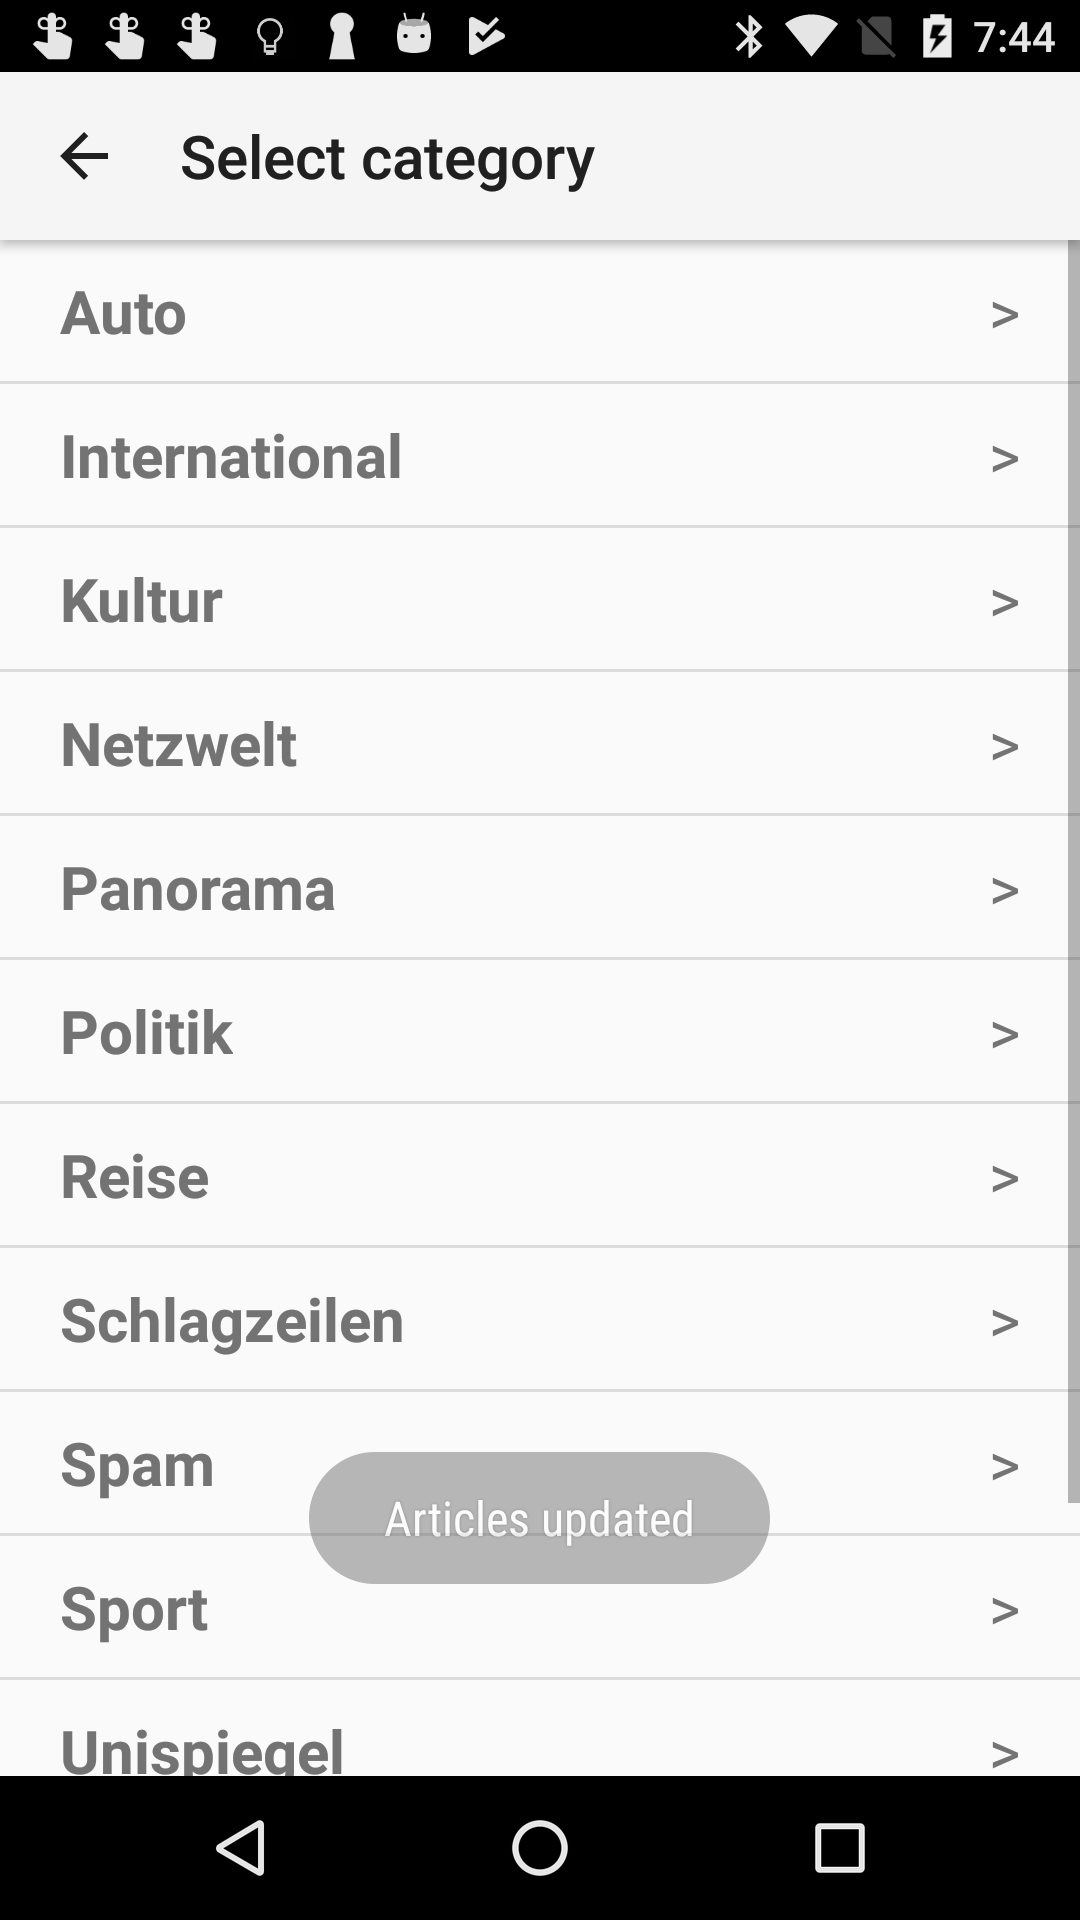 7:44
Select category
Auto >
International >
Kultur >
Netzwelt >
Panorama >
Politik >
Reise >
Schlagzeilen >
Spam >
Articles updated
Sport >
Unispiegel >